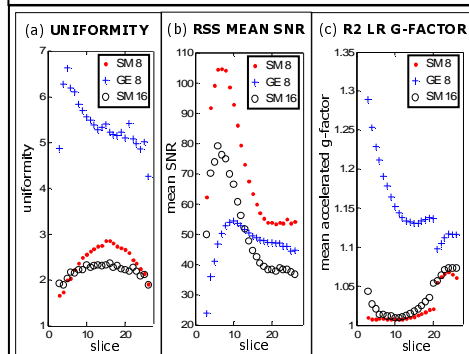 (a) UNIFORMITY
7
6
5
4
3
2
1
uniformity
0
10
20
slice
SM 8
GE 8
SM 16
(b) RSS MEAN SNR
110
100
90
80
70
60
50
40
30
20
mean SNR
0
10
20
slice
SM 8
GE 8
SM16
(c) R2 LR G-FACTOR
1.35
1.3
1.25
1.2
1.15
1.1
1.05
1
mean accelerated g-factor
0
10
20
slice
SM 8
GE 8
SM 16